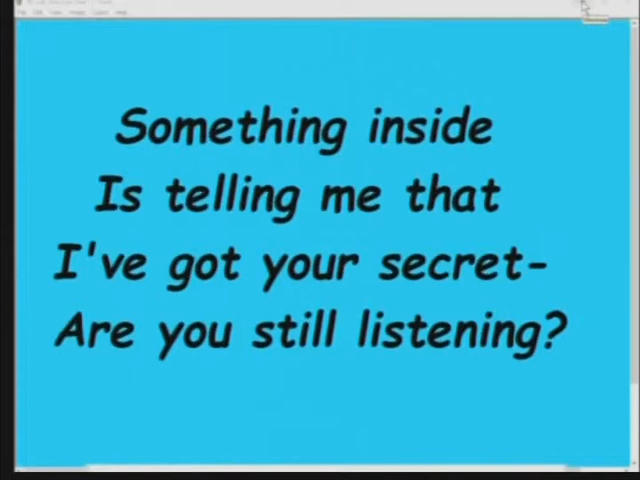 Something inside
Is telling me that
I've got your secret-
Are you still listening?